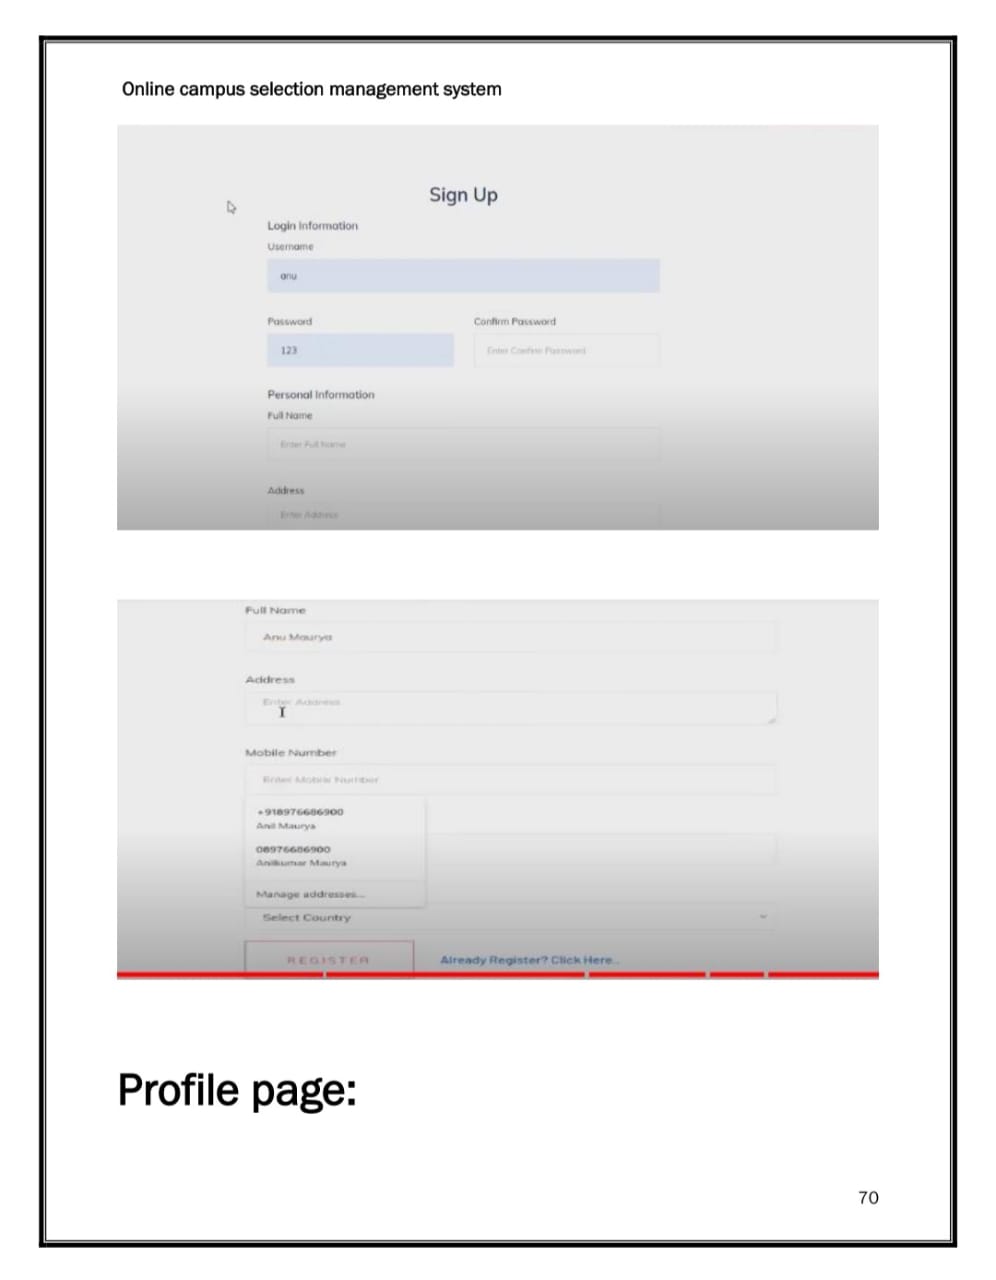 Online campus selection management system
Sign Up
Login Information
Username
anu
Password Confirm Password
123 Enter Confirm Password
Personal Information
Full Name
Enter Full Name
Address
Enter Address
Full Name
Anu Maurya
Address
Enter Address
Mobile Number
Enter Mobile Number
+918976686900
Anil Maurya
08976686900
Anilkumar Maurya
Manage addresses...
Select Country
REGISTER Already Register? Click Here..
Profile page:
70